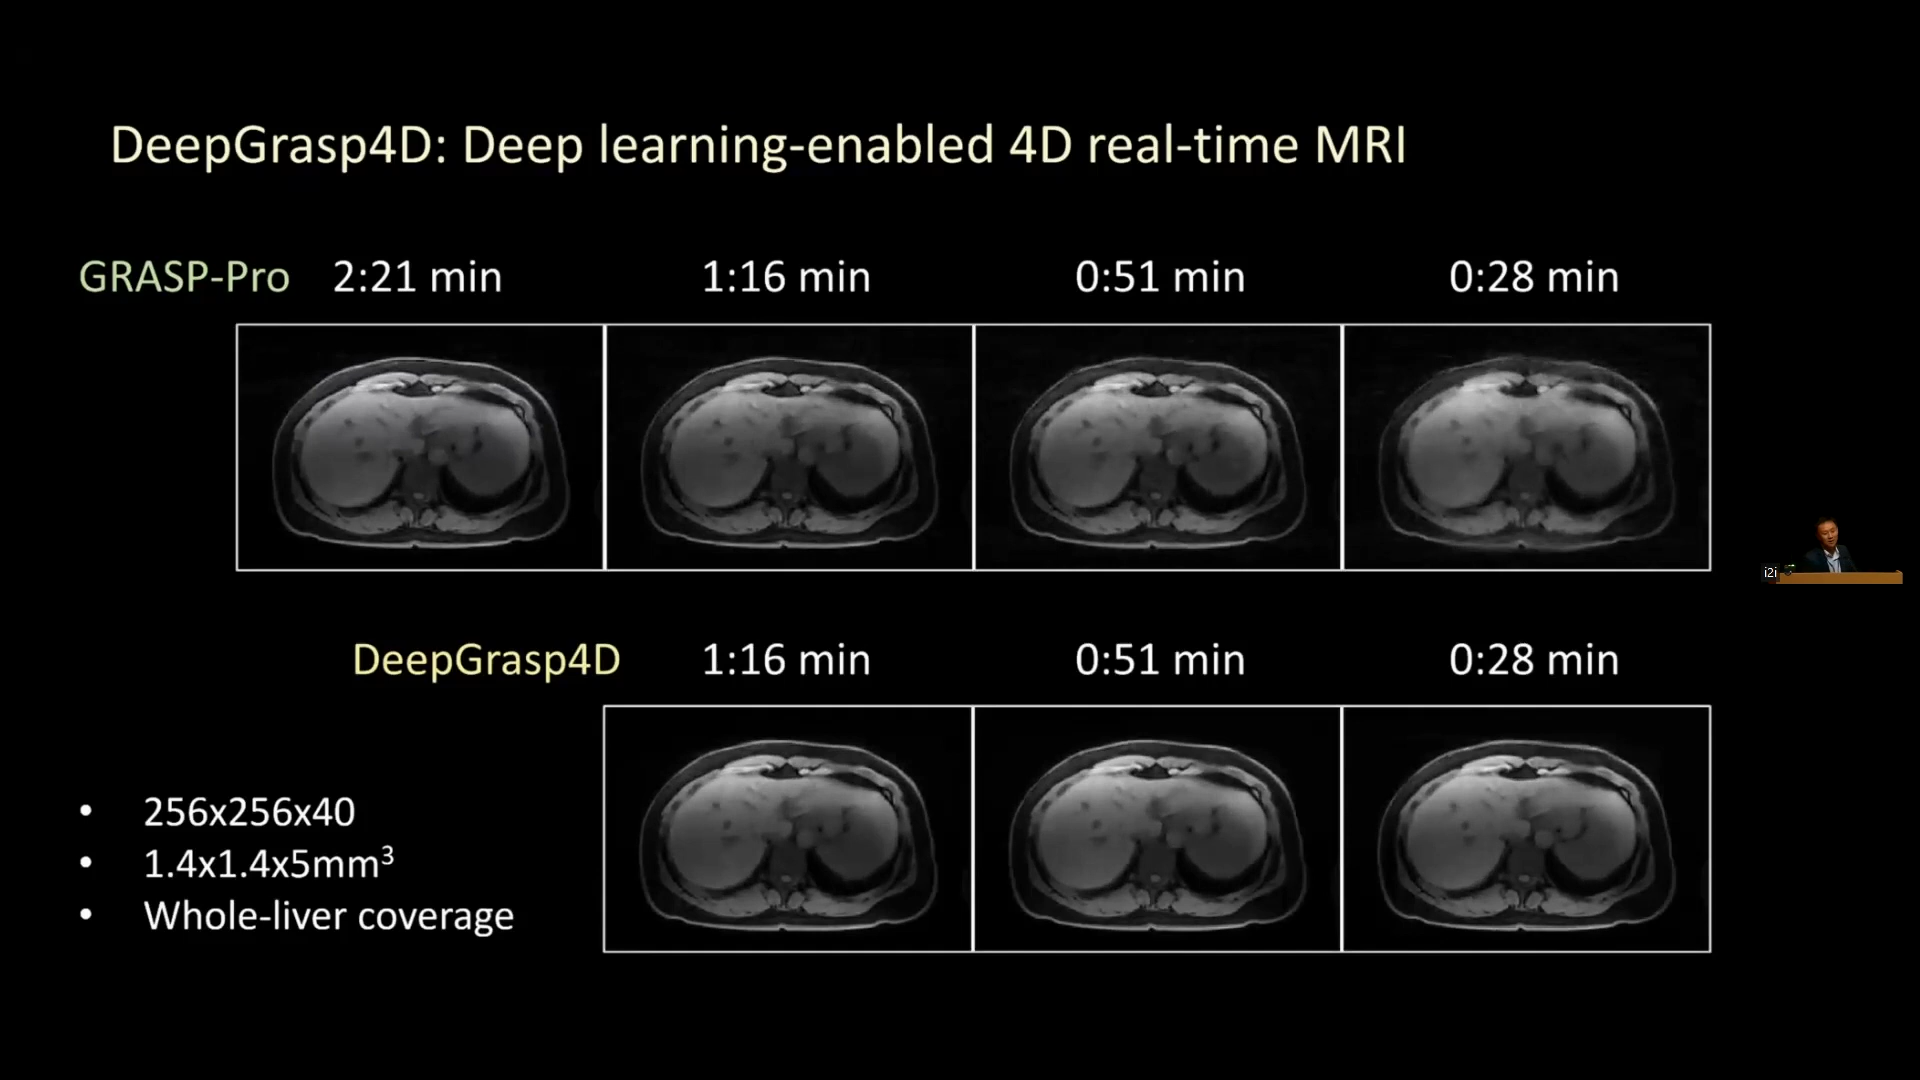 DeepGrasp4D: Deep learning-enabled 4D real-time MRI
GRASP-Pro 2:21 min 1:16 min 0:51 min 0:28 min
DeepGrasp4D 1:16 min 0:51 min 0:28 min
• 256x256x40
• 1.4x1.4x5mm³
• Whole-liver coverage
i2i